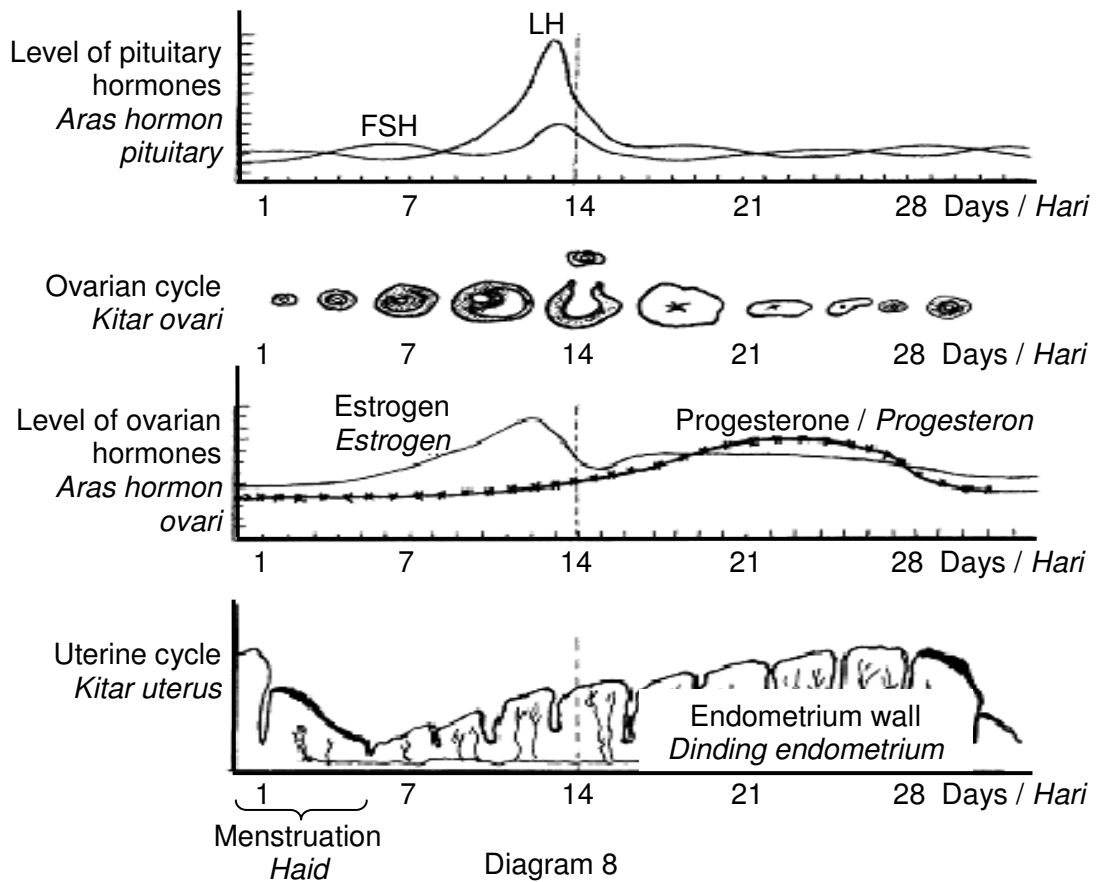 LH
Level of pituitary
hormones
Aras hormon
pituitary
FSH
1 7 14 21 28 Days / Hari
Ovarian cycle
Kitar ovari
1 7 14 21 28 Days / Hari
Level of ovarian
hormones
Aras hormon
ovari
Estrogen
Estrogen
Progesterone / Progesteron
1 7 14 21 28 Days / Hari
Uterine cycle
Kitar uterus
Endometrium wall
Dinding endometrium
1 7 14 21 28 Days / Hari
Menstruation
Haid
Diagram 8